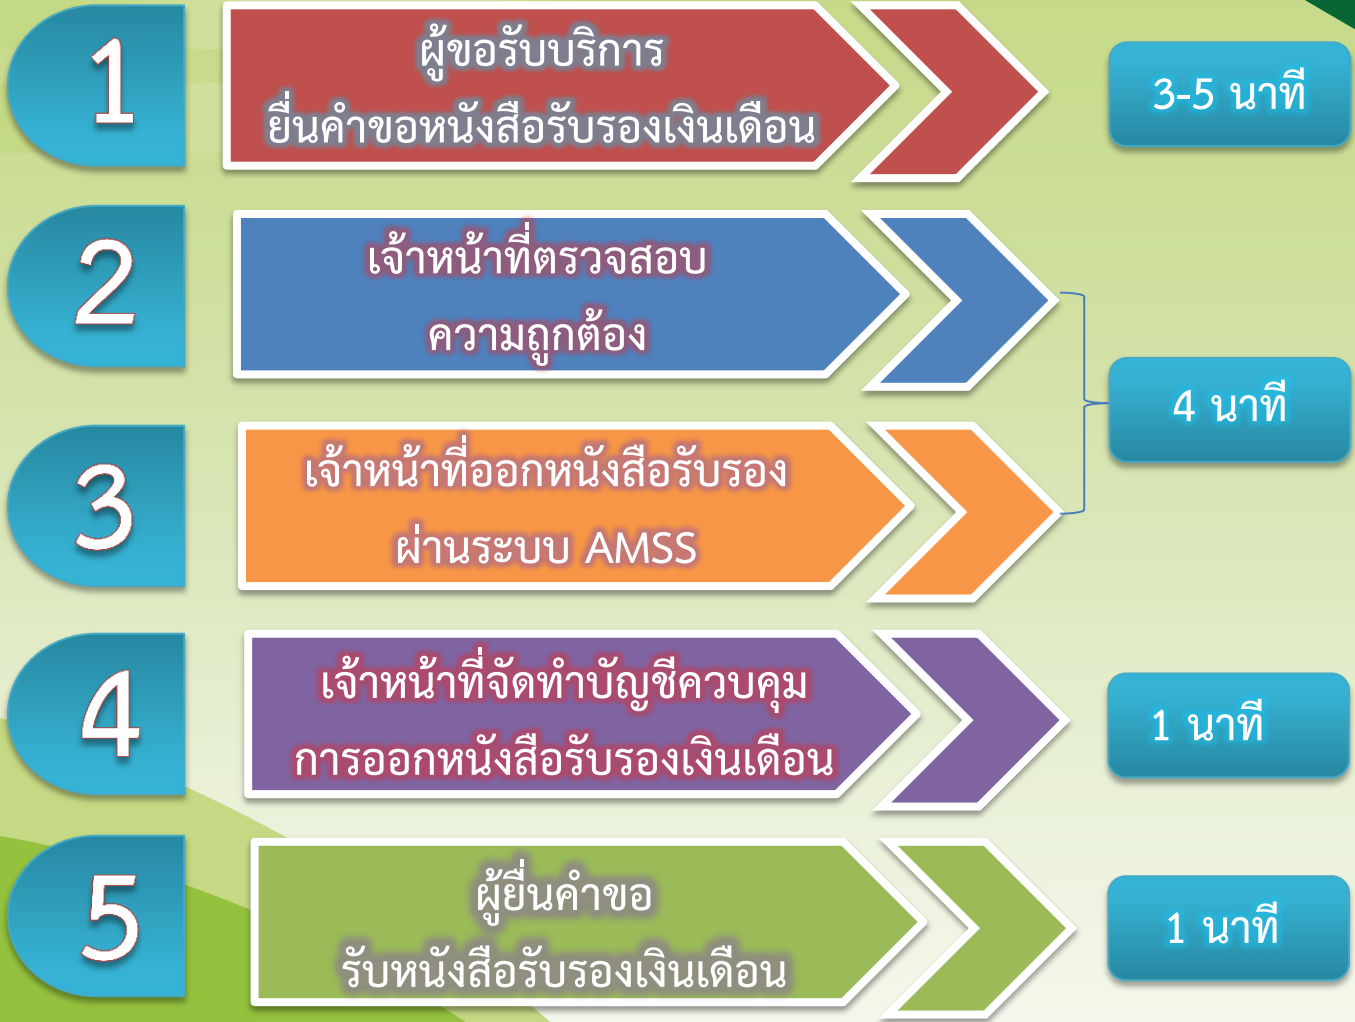 1
ผู้ขอรับบริการ
ยื่นคำขอหนังสือรับรองเงินเดือน
3-5 นาที
2
เจ้าหน้าที่ตรวจสอบ
ความถูกต้อง
4 นาที
3
เจ้าหน้าที่ออกหนังสือรับรอง
ผ่านระบบ AMSS
4
เจ้าหน้าที่จัดทำบัญชีควบคุม
การออกหนังสือรับรองเงินเดือน
1 นาที
5
ผู้ยื่นคำขอ
รับหนังสือรับรองเงินเดือน
1 นาที